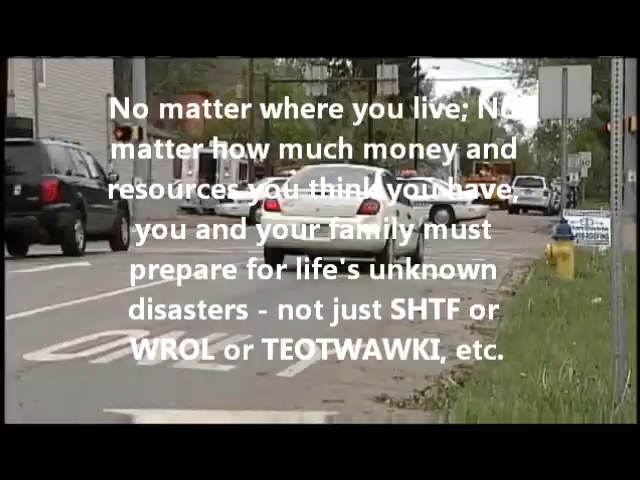 No matter where you live; No
matter how much money and
resources you think you have,
you and your family must
prepare for life's unknown
disasters - not just SHTF or
WROL or TEOTWAWKI, etc.
ONLY